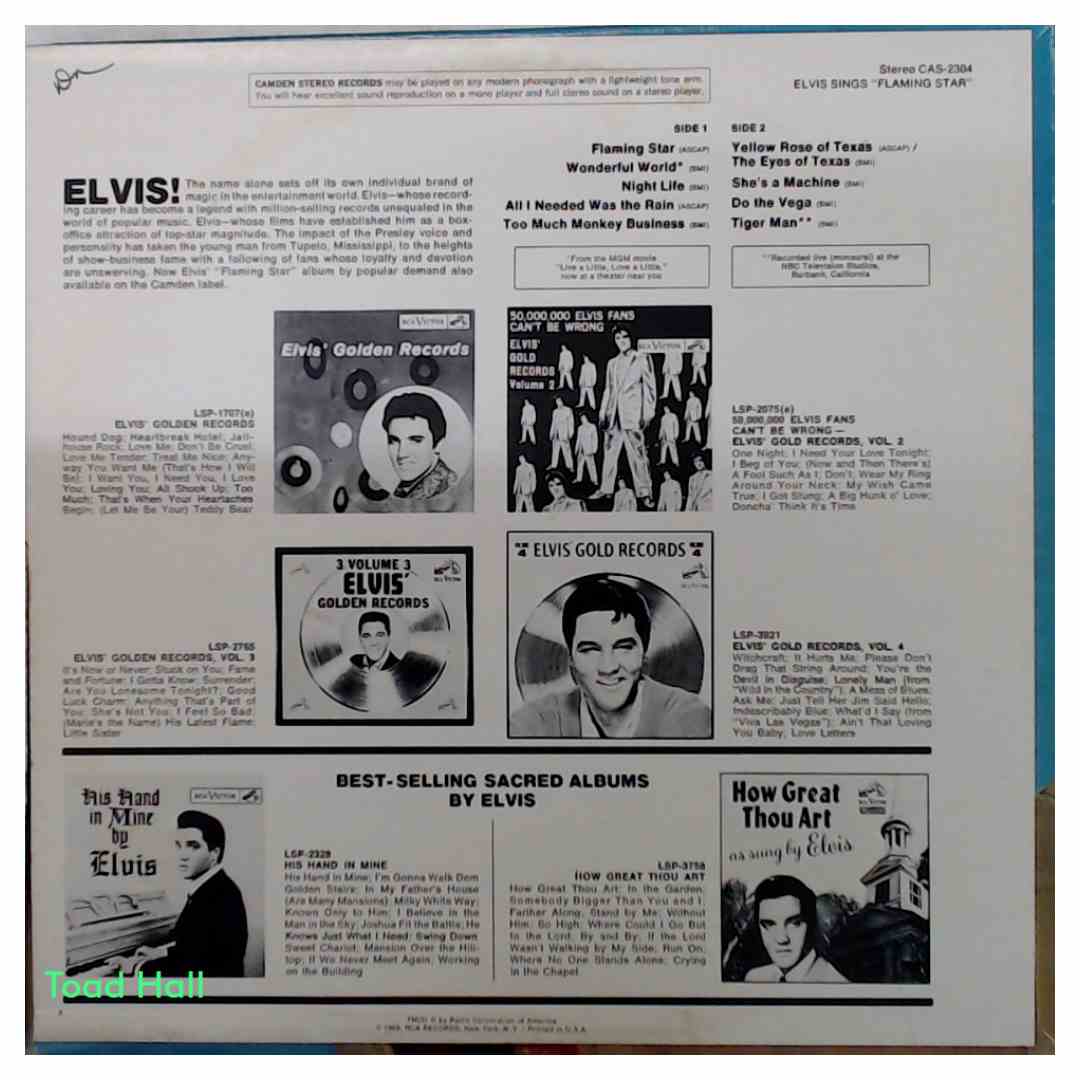 CAMDEN STEREO RECORDS may be played on any modern phonograph with a lightweight tone arm.
You will hear excellent sound reproduction on a mono player and full stereo sound on a stereo player.
Stereo CAS-2304
ELVIS SINGS "FLAMING STAR"
SIDE 1
Flaming Star (ASCAP)
Wonderful World* (BMI)
Night Life (BMI)
All I Needed Was the Rain (ASCAP)
Too Much Monkey Business (BMI)
*From the MGM movie
"Live a Little, Love a Little,"
now at a theater near you
SIDE 2
Yellow Rose of Texas (ASCAP) /
The Eyes of Texas (BMI)
She's a Machine (BMI)
Do the Vega (BMI)
Tiger Man** (BMI)
**Recorded live (monaural) at the
NBC Television Studios,
Burbank, California
ELVIS! The name alone sets off its own individual brand of
magic in the entertainment world. Elvis—whose record-
ing career has become a legend with million-selling records unequaled in the
world of popular music. Elvis—whose films have established him as a box-
office attraction of top-star magnitude. The impact of the Presley voice and
personality has taken the young man from Tupelo, Mississippi, to the heights
of show-business fame with a following of fans whose loyalty and devotion
are unswerving. Now Elvis' "Flaming Star" album by popular demand also
available on the Camden label.
RCA VICTOR
Elvis' Golden Records
50,000,000 ELVIS FANS
CAN'T BE WRONG
ELVIS'
GOLD
RECORDS
Volume 2
RCA VICTOR
LSP-1707(e)
ELVIS' GOLDEN RECORDS
Hound Dog; Heartbreak Hotel; Jail-
house Rock; Love Me; Don't Be Cruel;
Love Me Tender; Treat Me Nice; Any-
way You Want Me (That's How I Will
Be); I Want You, I Need You, I Love
You; Loving You; All Shook Up; Too
Much; That's When Your Heartaches
Begin; (Let Me Be Your) Teddy Bear
LSP-2075(e)
50,000,000 ELVIS FANS
CAN'T BE WRONG —
ELVIS' GOLD RECORDS, VOL. 2
One Night; I Need Your Love Tonight;
I Beg of You; (Now and Then There's)
A Fool Such As I; Don't; Wear My Ring
Around Your Neck; My Wish Came
True; I Got Stung; A Big Hunk o' Love;
Doncha' Think It's Time
3 VOLUME 3
ELVIS'
GOLDEN RECORDS
4 ELVIS' GOLD RECORDS 4
LSP-2765
ELVIS' GOLDEN RECORDS, VOL. 3
It's Now or Never; Stuck on You; Fame
and Fortune; I Gotta Know; Surrender;
Are You Lonesome Tonight?; Good
Luck Charm; Anything That's Part of
You; She's Not You; I Feel So Bad;
(Marie's the Name) His Latest Flame;
Little Sister
LSP-3921
ELVIS' GOLD RECORDS, VOL. 4
Witchcraft; It Hurts Me; Please Don't
Drag That String Around; You're the
Devil in Disguise; Lonely Man (from
"Wild in the Country"); A Mess of Blues;
Ask Me; Just Tell Her Jim Said Hello;
Indescribably Blue; What'd I Say (from
"Viva Las Vegas"); Ain't That Loving
You Baby; Love Letters
BEST-SELLING SACRED ALBUMS
BY ELVIS
His Hand
in Mine
by
Elvis
RCA VICTOR
LSP-2328
HIS HAND IN MINE
His Hand in Mine; I'm Gonna Walk Dem
Golden Stairs; In My Father's House
(Are Many Mansions); Milky White Way;
Known Only to Him; I Believe in the
Man in the Sky; Joshua Fit the Battle; He
Knows Just What I Need; Swing Down
Sweet Chariot; Mansion Over the Hill-
top; If We Never Meet Again; Working
on the Building
LSP-3758
HOW GREAT THOU ART
How Great Thou Art; In the Garden;
Somebody Bigger Than You and I;
Farther Along; Stand by Me; Without
Him; So High; Where Could I Go But
to the Lord; By and By; If the Lord
Wasn't Walking by My Side; Run On;
Where No One Stands Alone; Crying
in the Chapel
How Great
Thou Art
as sung by Elvis
Toad Hall
TMK(s) ® by Radio Corporation of America
© 1969, RCA RECORDS, New York, N.Y. • Printed in U.S.A.